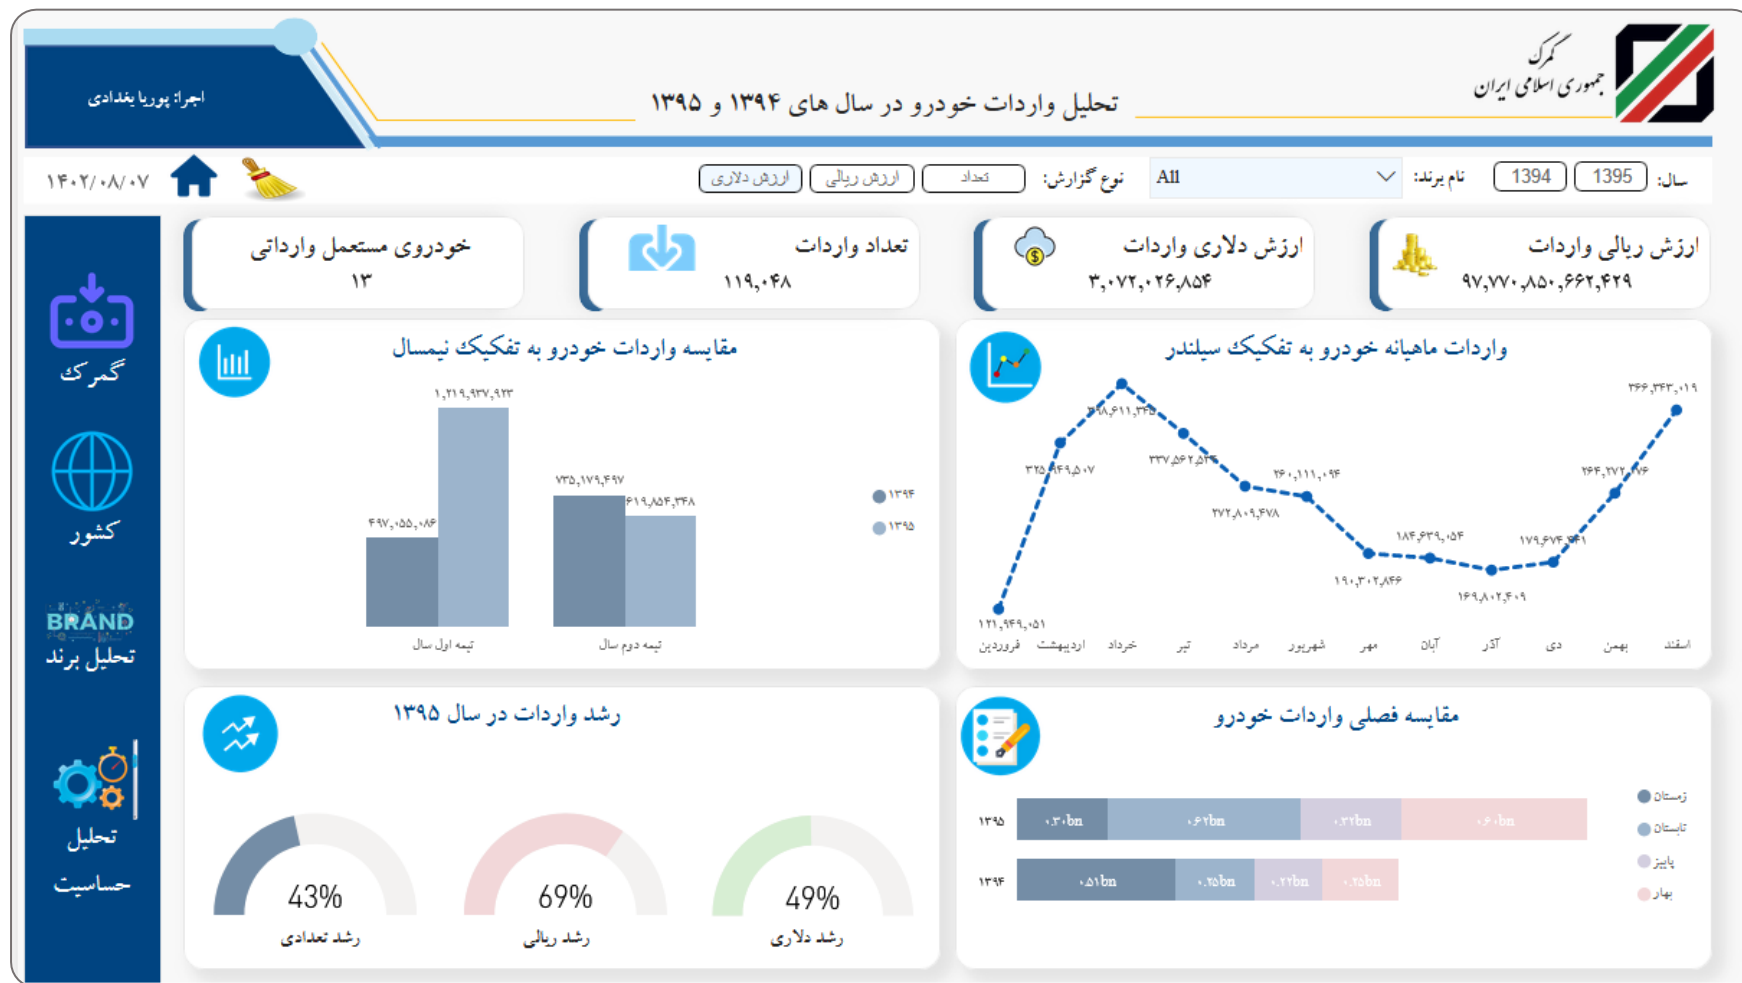 گمرک
جمهوری اسلامی ایران
تحلیل واردات خودرو در سال های ۱۳۹۴ و ۱۳۹۵
اجرا: پوریا بغدادی
سال: 1395 1394 نام برند: All نوع گزارش: تعداد ارزش ریالی ارزش دلاری
۱۴۰۲/۰۸/۰۷
ارزش ریالی واردات
۹۷,۷۷۰,۸۵۰,۶۶۲,۴۲۹
ارزش دلاری واردات
۳,۰۷۲,۰۲۶,۸۵۴
تعداد واردات
۱۱۹,۰۴۸
خودروی مستعمل وارداتی
۱۳
گمرک
کشور
BRAND
تحلیل برند
تحلیل
حساسیت
واردات ماهیانه خودرو به تفکیک سیلندر
۱۲۱,۹۴۹,۰۵۱
۳۲۵,۹۴۹,۵۰۷
۳۹۸,۶۱۱,۳۴۵
۳۳۷,۵۶۲,۵۳۴
۲۷۲,۸۰۹,۴۷۸
۲۶۰,۱۱۱,۰۹۴
۱۹۰,۳۰۲,۸۴۶
۱۸۴,۶۳۹,۰۵۴
۱۶۹,۸۰۲,۴۰۹
۱۷۹,۶۷۴,۴۴۱
۲۶۴,۲۷۲,۱۷۶
۳۶۶,۳۴۳,۰۱۹
فروردین اردیبهشت خرداد تیر مرداد شهریور مهر آبان آذر دی بهمن اسفند
مقایسه واردات خودرو به تفکیک نیمسال
۱,۲۱۹,۹۳۷,۹۲۳
۷۳۵,۱۷۹,۴۹۷
۶۱۹,۸۵۴,۳۴۸
۴۹۷,۰۵۵,۰۸۶
۱۳۹۴
۱۳۹۵
نیمه اول سال نیمه دوم سال
مقایسه فصلی واردات خودرو
زمستان
تابستان
پاییز
بهار
۱۳۹۵ ۰.۳۰bn ۰.۶۲bn ۰.۳۲bn ۰.۶۰bn
۱۳۹۴ ۰.۵۱bn ۰.۲۵bn ۰.۲۲bn ۰.۲۵bn
رشد واردات در سال ۱۳۹۵
43% 69% 49%
رشد تعدادی رشد ریالی رشد دلاری